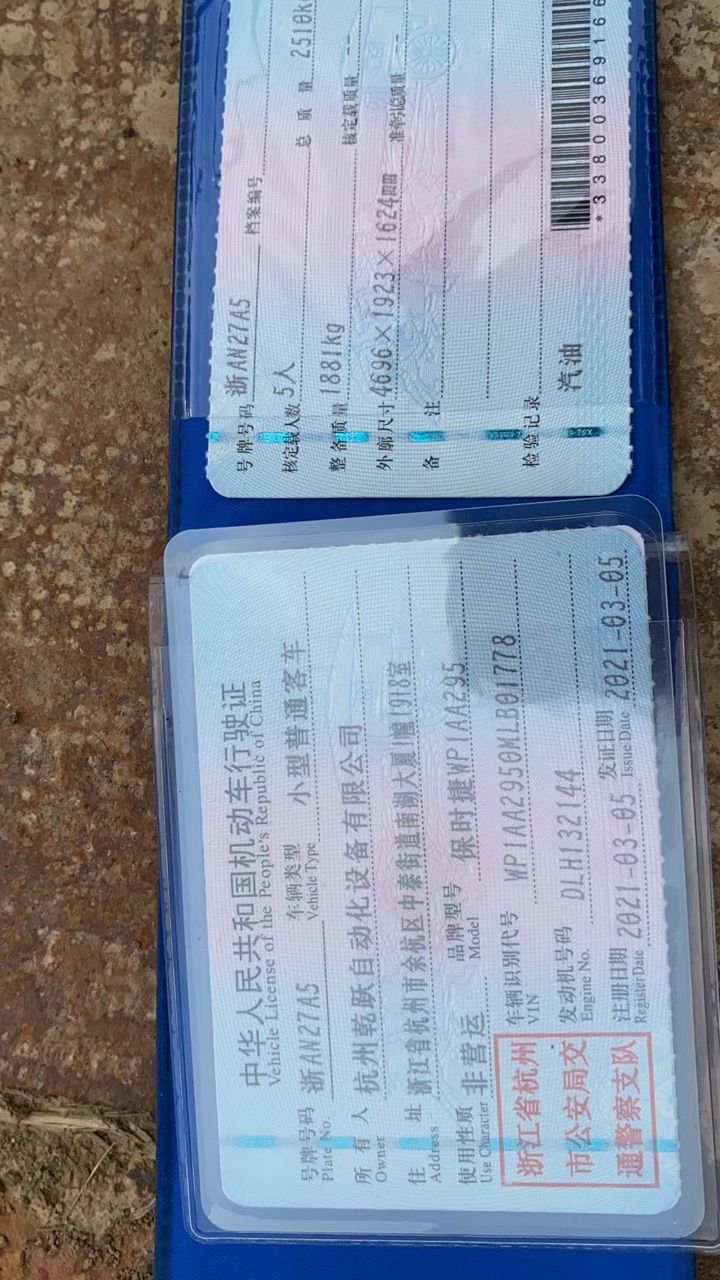 中华人民共和国机动车行驶证
Vehicle License of the People's Republic of China
号牌号码 浙AN27A5 车辆类型 小型普通客车
Plate No. Vehicle Type
所有人 杭州乾跃自动化设备有限公司
Owner
住址 浙江省杭州市余杭区中泰街道南湖大厦1幢1918室
Address
使用性质 非营运 品牌型号 保时捷WP1AA295
Use Character Model
浙江省杭州
市公安局交
通警察支队
车辆识别代号 WP1AA2950MLB01778
VIN
发动机号码 DLH132144
Engine No.
注册日期 2021-03-05 发证日期 2021-03-05
Register Date Issue Date
号牌号码 浙AN27A5 档案编号
核定载人数 5人 总质量 2510k
整备质量 1881kg 核定载质量 --
外廓尺寸 4696×1923×1624mm 准牵引总质量 --
备注
检验记录
汽油
*33800369166